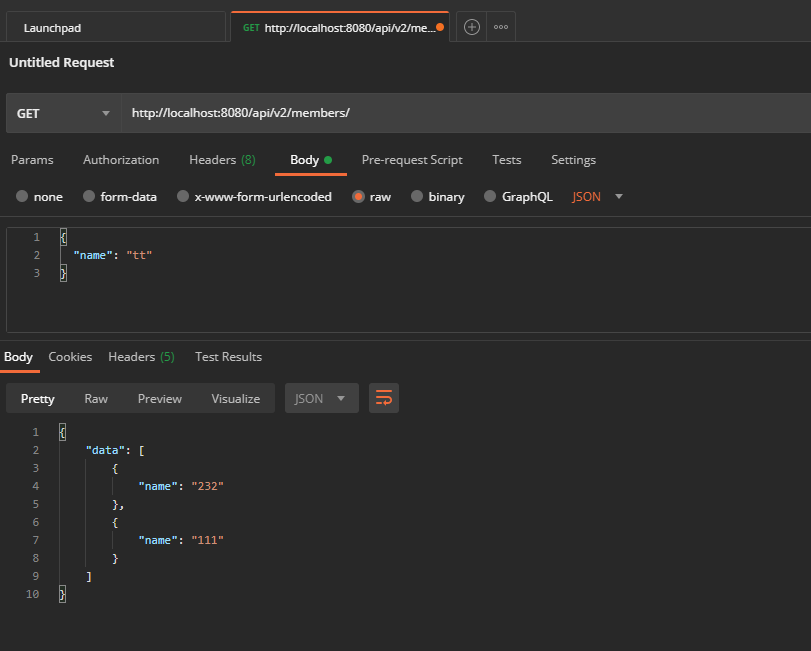 Launchpad
GET http://localhost:8080/api/v2/me...
Untitled Request
GET http://localhost:8080/api/v2/members/
Params Authorization Headers (8) Body Pre-request Script Tests Settings
none form-data x-www-form-urlencoded raw binary GraphQL JSON
1 {
2 "name": "tt"
3 }
Body Cookies Headers (5) Test Results
Pretty Raw Preview Visualize JSON
1 {
2 "data": [
3 {
4 "name": "232"
5 },
6 {
7 "name": "111"
8 }
9 ]
10 }